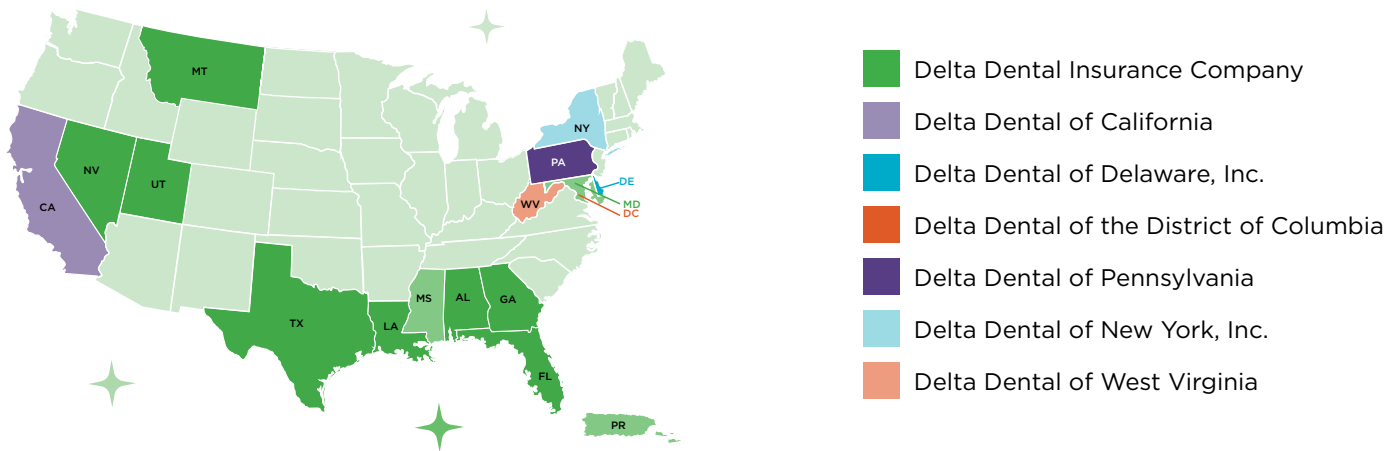 MT
NY
PA
NV
UT
DE
CA
WV
MD
DC
MS
AL
GA
TX
LA
FL
PR
Delta Dental Insurance Company
Delta Dental of California
Delta Dental of Delaware, Inc.
Delta Dental of the District of Columbia
Delta Dental of Pennsylvania
Delta Dental of New York, Inc.
Delta Dental of West Virginia